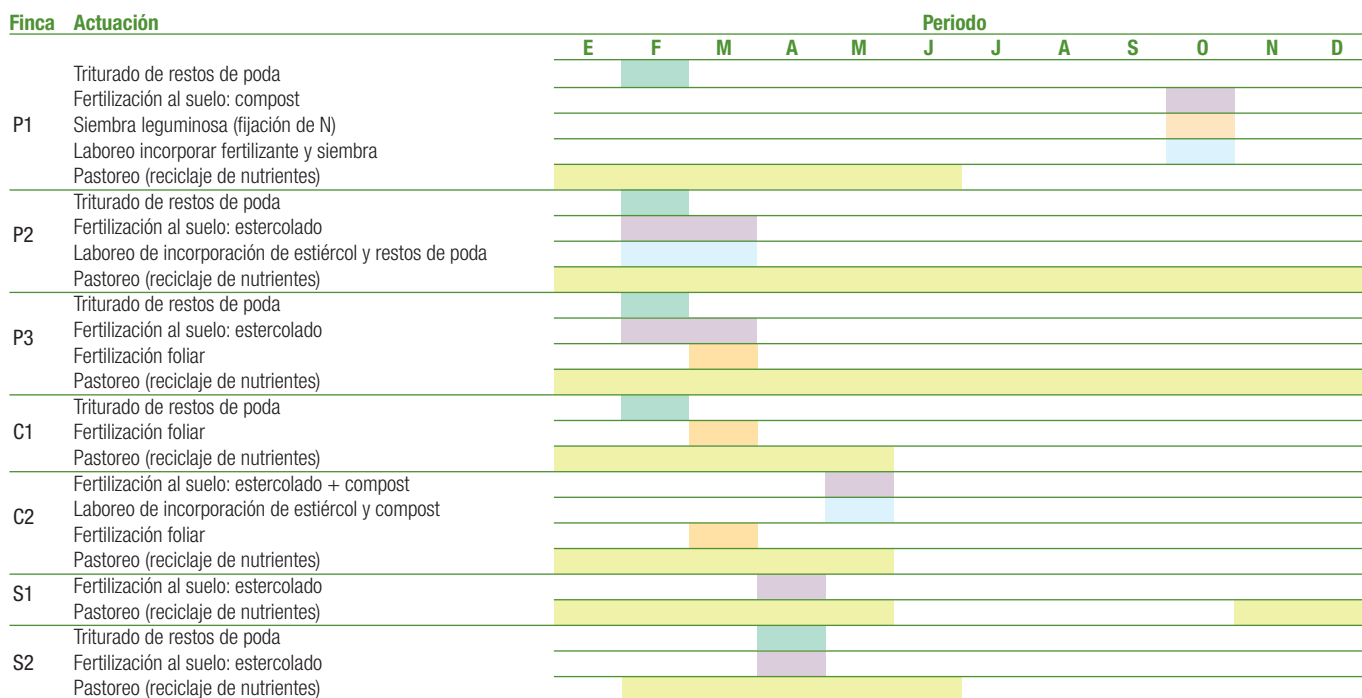 Finca Actuación Periodo
E F M A M J J A S O N D
Triturado de restos de poda
Fertilización al suelo: compost
P1 Siembra leguminosa (fijación de N)
Laboreo incorporar fertilizante y siembra
Pastoreo (reciclaje de nutrientes)
Triturado de restos de poda
P2 Fertilización al suelo: estercolado
Laboreo de incorporación de estiércol y restos de poda
Pastoreo (reciclaje de nutrientes)
Triturado de restos de poda
P3 Fertilización al suelo: estercolado
Fertilización foliar
Pastoreo (reciclaje de nutrientes)
Triturado de restos de poda
C1 Fertilización foliar
Pastoreo (reciclaje de nutrientes)
Fertilización al suelo: estercolado + compost
C2 Laboreo de incorporación de estiércol y compost
Fertilización foliar
Pastoreo (reciclaje de nutrientes)
S1 Fertilización al suelo: estercolado
Pastoreo (reciclaje de nutrientes)
Triturado de restos de poda
S2 Fertilización al suelo: estercolado
Pastoreo (reciclaje de nutrientes)